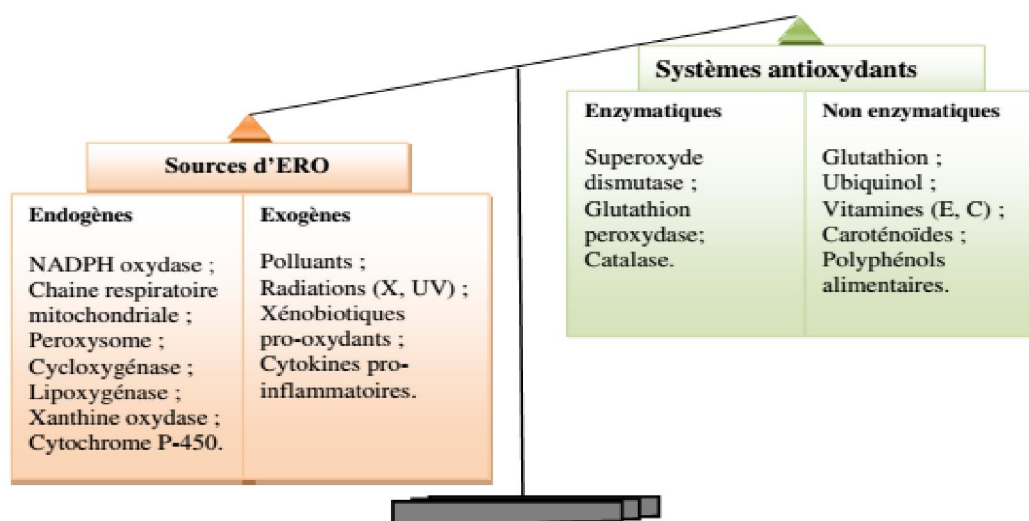 Systèmes antioxydants
Enzymatiques
Superoxyde
dismutase ;
Glutathion
peroxydase;
Catalase.
Non enzymatiques
Glutathion ;
Ubiquinol ;
Vitamines (E, C) ;
Caroténoïdes ;
Polyphénols
alimentaires.
Sources d’ERO
Endogènes
NADPH oxydase ;
Chaine respiratoire
mitochondriale ;
Peroxysome ;
Cycloxygénase ;
Lipoxygénase ;
Xanthine oxydase ;
Cytochrome P-450.
Exogènes
Polluants ;
Radiations (X, UV) ;
Xénobiotiques
pro-oxydants ;
Cytokines pro-
inflammatoires.